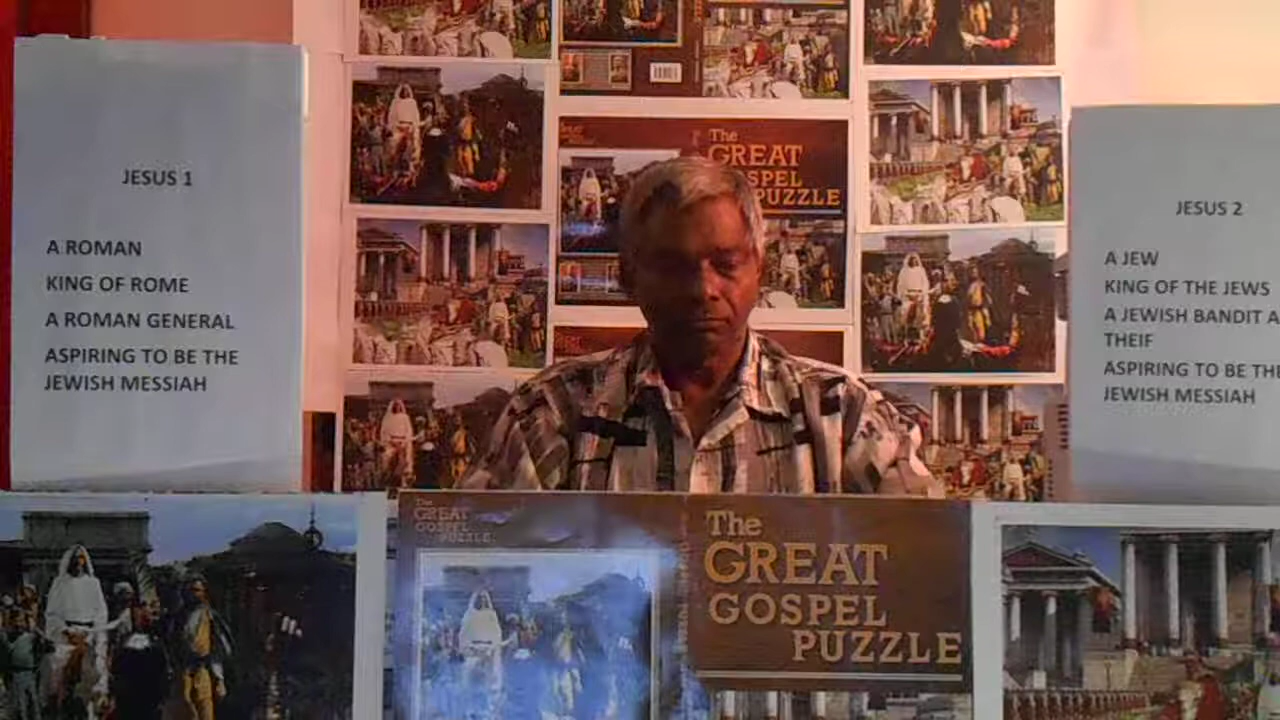 JESUS 1
A ROMAN
KING OF ROME
A ROMAN GENERAL
ASPIRING TO BE THE
JEWISH MESSIAH
The
GREAT
GOSPEL
PUZZLE
JESUS 2
A JEW
KING OF THE JEWS
A JEWISH BANDIT A
THEIF
ASPIRING TO BE THE
JEWISH MESSIAH
The
GREAT
GOSPEL
PUZZLE
The
GREAT
GOSPEL
PUZZLE